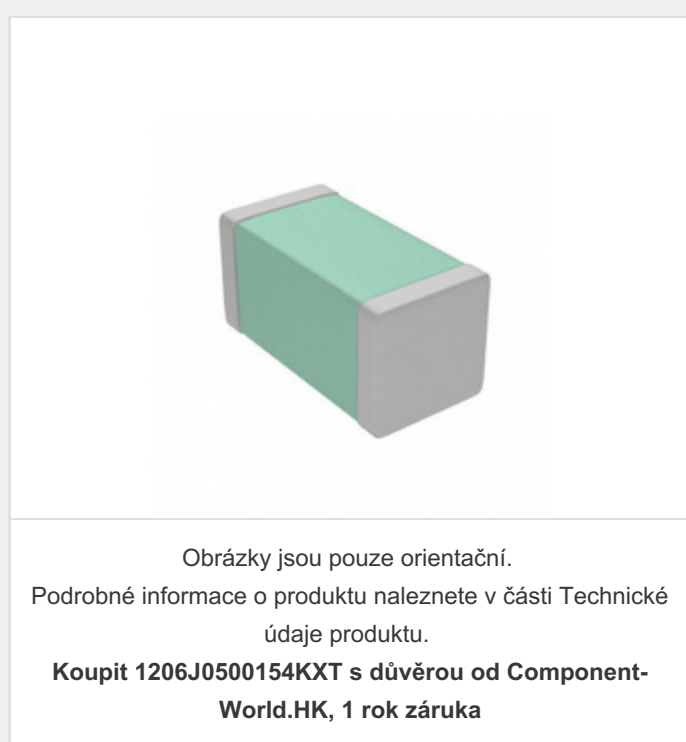 Obrázky jsou pouze orientační.
Podrobné informace o produktu naleznete v části Technické
údaje produktu.
Koupit 1206J0500154KXT s důvěrou od Component-
World.HK, 1 rok záruka